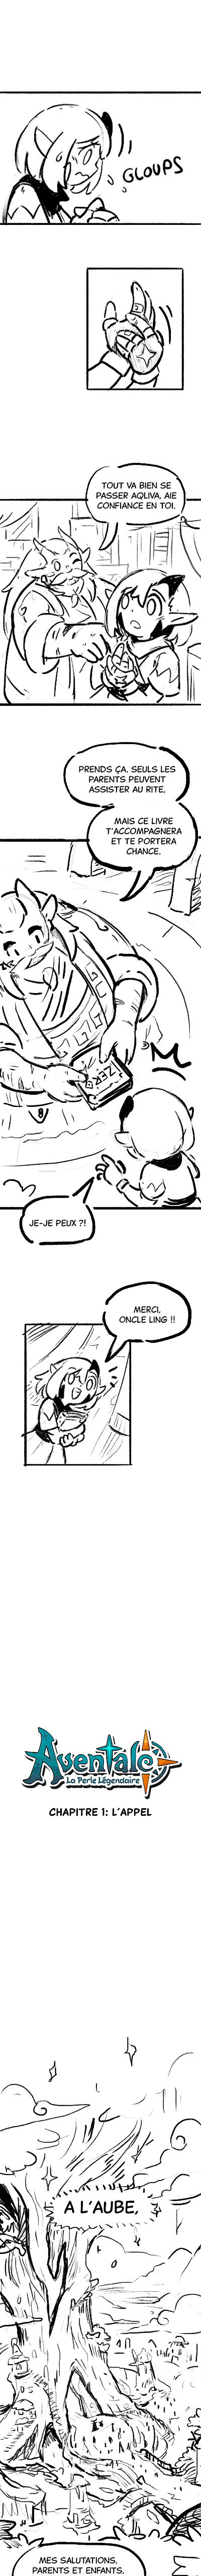 GLOUPS
TOUT VA BIEN SE
PASSER AQLIVA, AIE
CONFIANCE EN TOI.
PRENDS ÇA. SEULS LES
PARENTS PEUVENT
ASSISTER AU RITE,
MAIS CE LIVRE
T'ACCOMPAGNERA
ET TE PORTERA
CHANCE.
JE-JE PEUX ?!
MERCI,
ONCLE LING !!
Aventale
La Perle Légendaire
CHAPITRE 1: L'APPEL
A L'AUBE,
MES SALUTATIONS,
PARENTS ET ENFANTS,